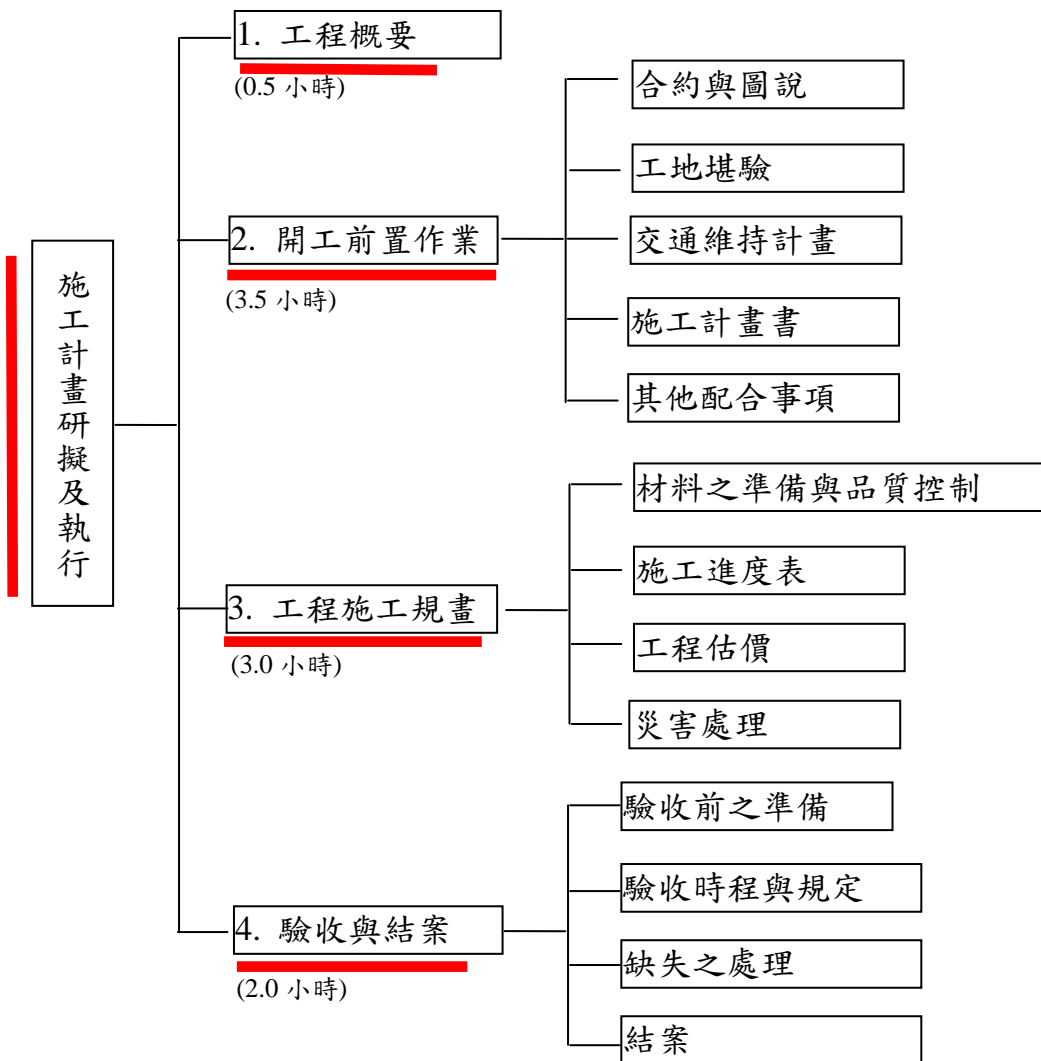 施工計畫研擬及執行
1. 工程概要
(0.5 小時)
2. 開工前置作業
(3.5 小時)
合約與圖說
工地堪驗
交通維持計畫
施工計畫書
其他配合事項
3. 工程施工規畫
(3.0 小時)
材料之準備與品質控制
施工進度表
工程估價
災害處理
4. 驗收與結案
(2.0 小時)
驗收前之準備
驗收時程與規定
缺失之處理
結案